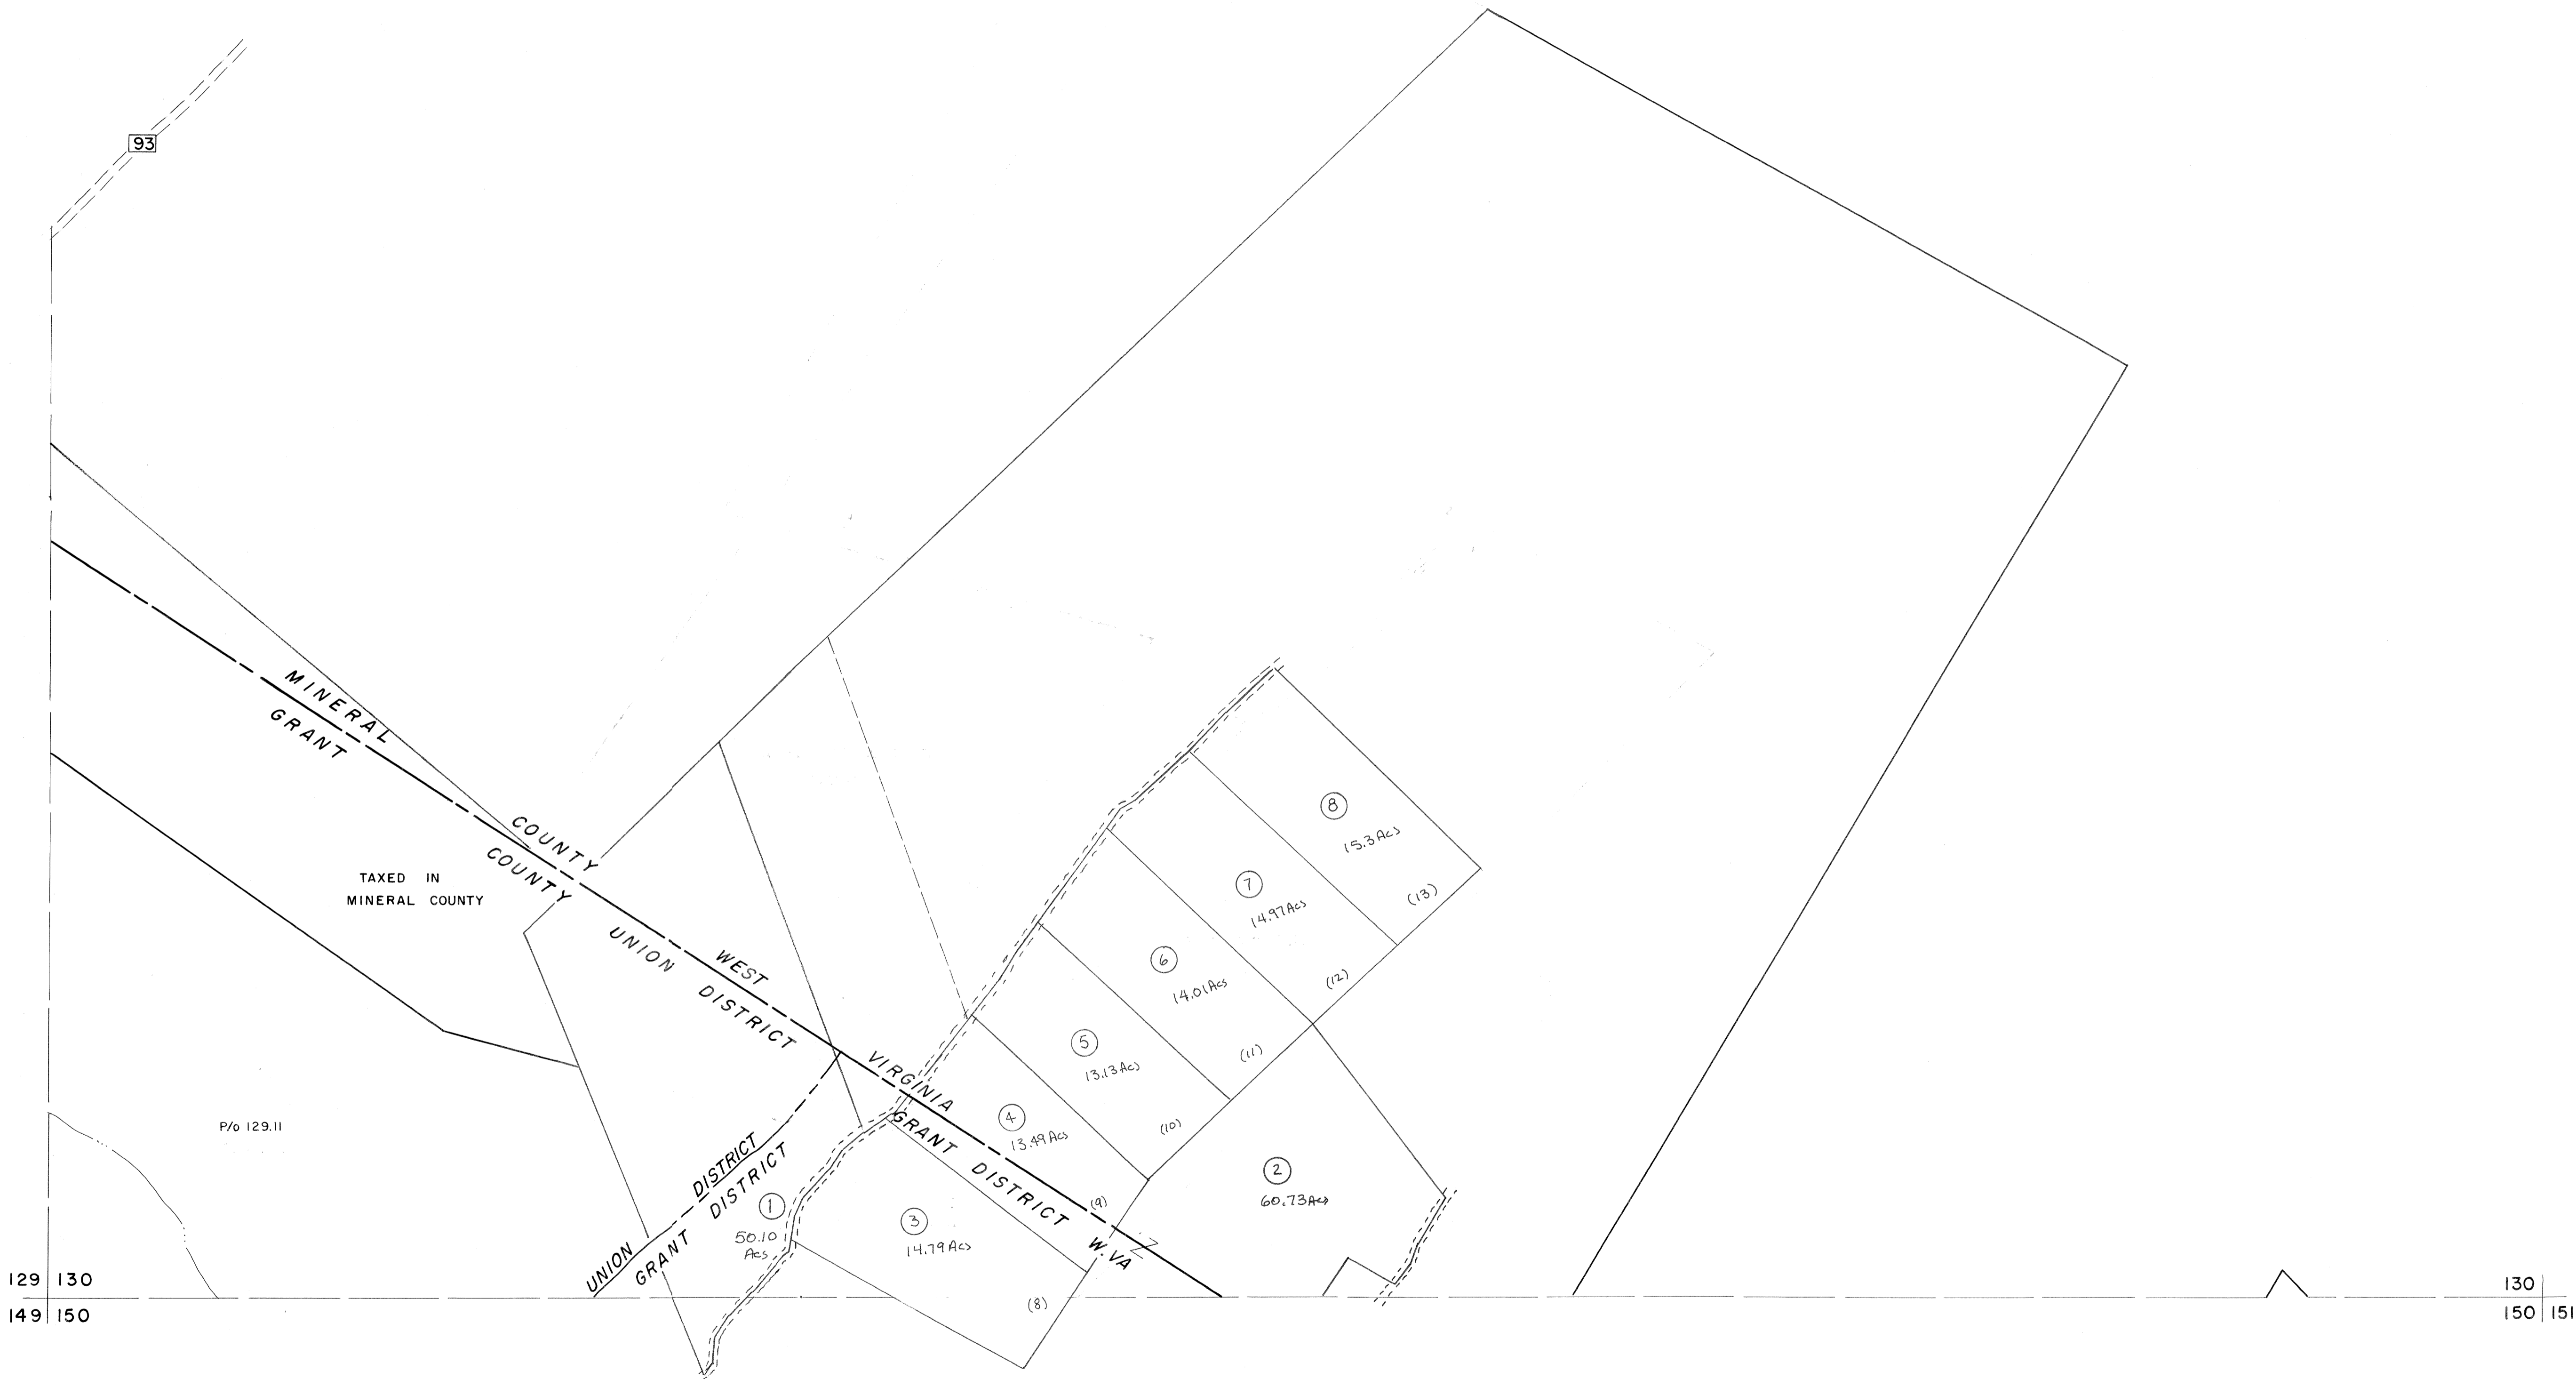 93
MINERAL COUNTY
GRANT COUNTY
WEST VIRGINIA
UNION DISTRICT
TAXED IN
MINERAL COUNTY
P/o 129.11
8
15.3 Acs
(13)
7
14.97 Acs
(12)
6
14.01 Acs
(11)
5
13.13 Acs
(10)
4
13.49 Acs
(9)
GRANT DISTRICT W.VA
2
60.73 Acs
UNION DISTRICT
GRANT DISTRICT
1
50.10
Acs
3
14.79 Acs
(8)
129 130
149 150
130
150 151